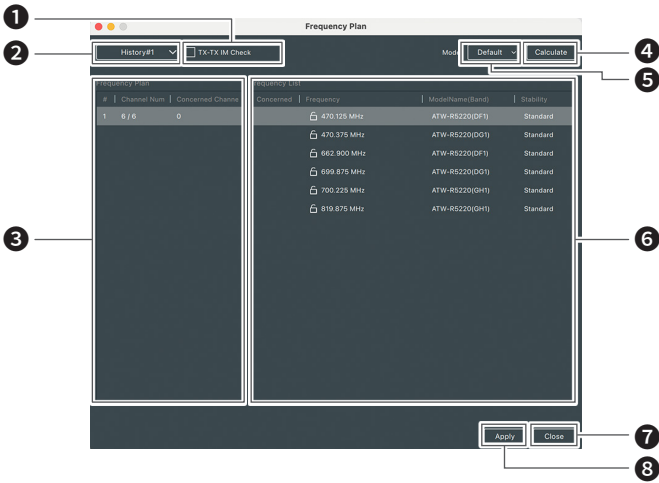 1
Frequency Plan
2 History#1 TX-TX IM Check Mode Default Calculate 4
5
Frequency Plan Frequency List
# Channel Num Concerned Channe Concerned Frequency ModelName(Band) Stability
1 6 / 6 0 470.125 MHz ATW-R5220(DF1) Standard
470.375 MHz ATW-R5220(DG1) Standard
662.900 MHz ATW-R5220(DF1) Standard
699.875 MHz ATW-R5220(DG1) Standard
700.225 MHz ATW-R5220(GH1) Standard
819.875 MHz ATW-R5220(GH1) Standard
3 6
Apply Close 7
8